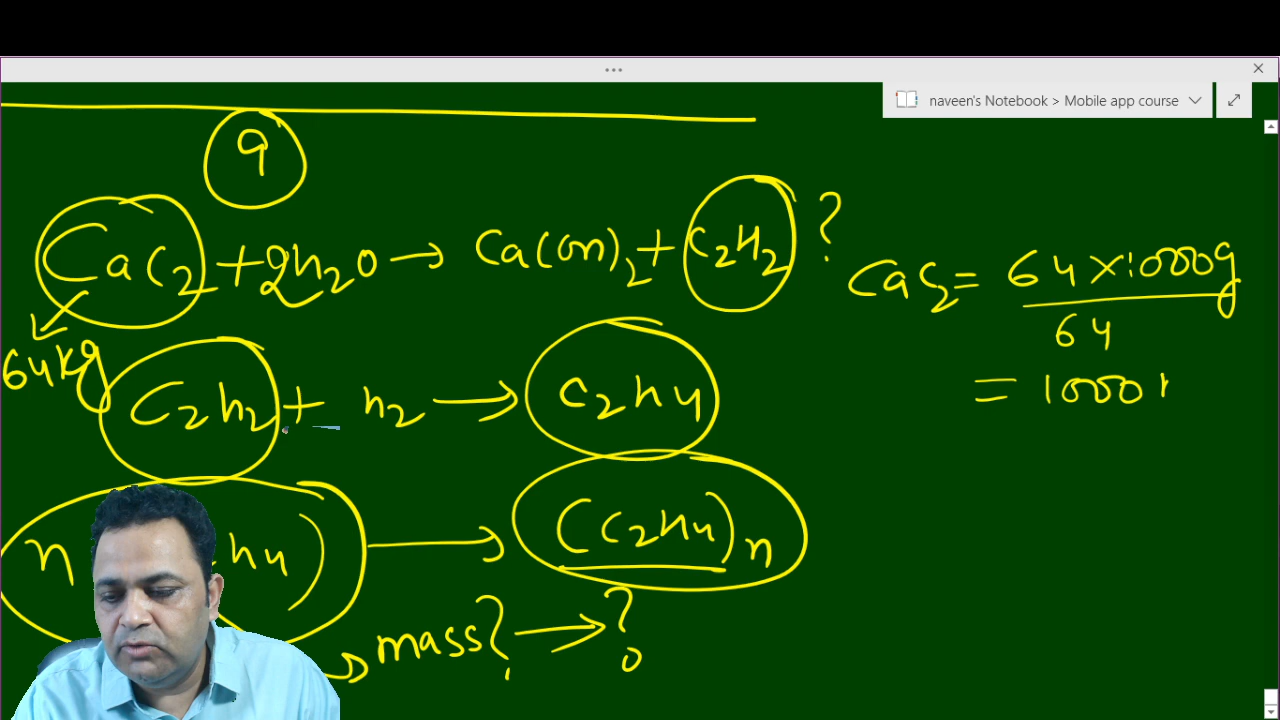 naveen's Notebook > Mobile app course
9
CaC2 + 2H2O → Ca(OH)2 + C2H2 ?
64kg
CaC2 = 64×1000g
64
= 1000
C2H2 + H2 → C2H4
n hu) → (C2H4)n
mass? → ?